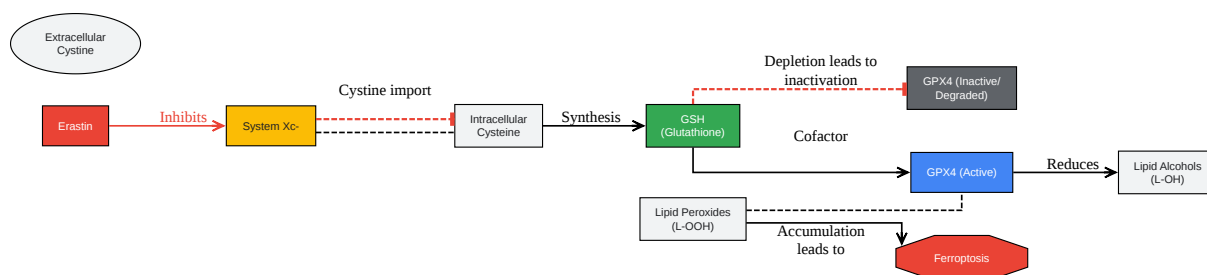 Extracellular
Cystine
Erastin
Inhibits
System Xc-
Cystine import
Intracellular
Cysteine
Synthesis
GSH
(Glutathione)
Depletion leads to
inactivation
GPX4 (Inactive/
Degraded)
Cofactor
GPX4 (Active)
Reduces
Lipid Alcohols
(L-OH)
Lipid Peroxides
(L-OOH)
Accumulation
leads to
Ferroptosis